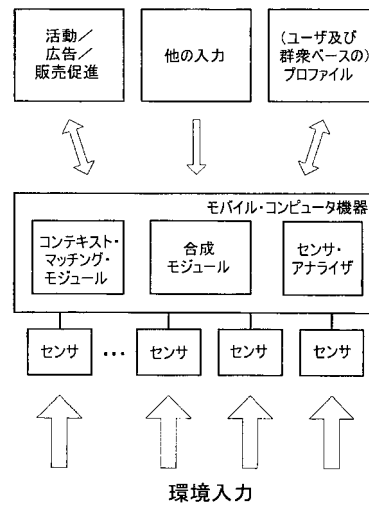 活動／
広告／
販売促進
他の入力
(ユーザ及び
群衆ベースの)
プロファイル
モバイル・コンピュータ機器
コンテキスト・
マッチング・
モジュール
合成
モジュール
センサ・
アナライザ
センサ
...
センサ
センサ
センサ
環境入力